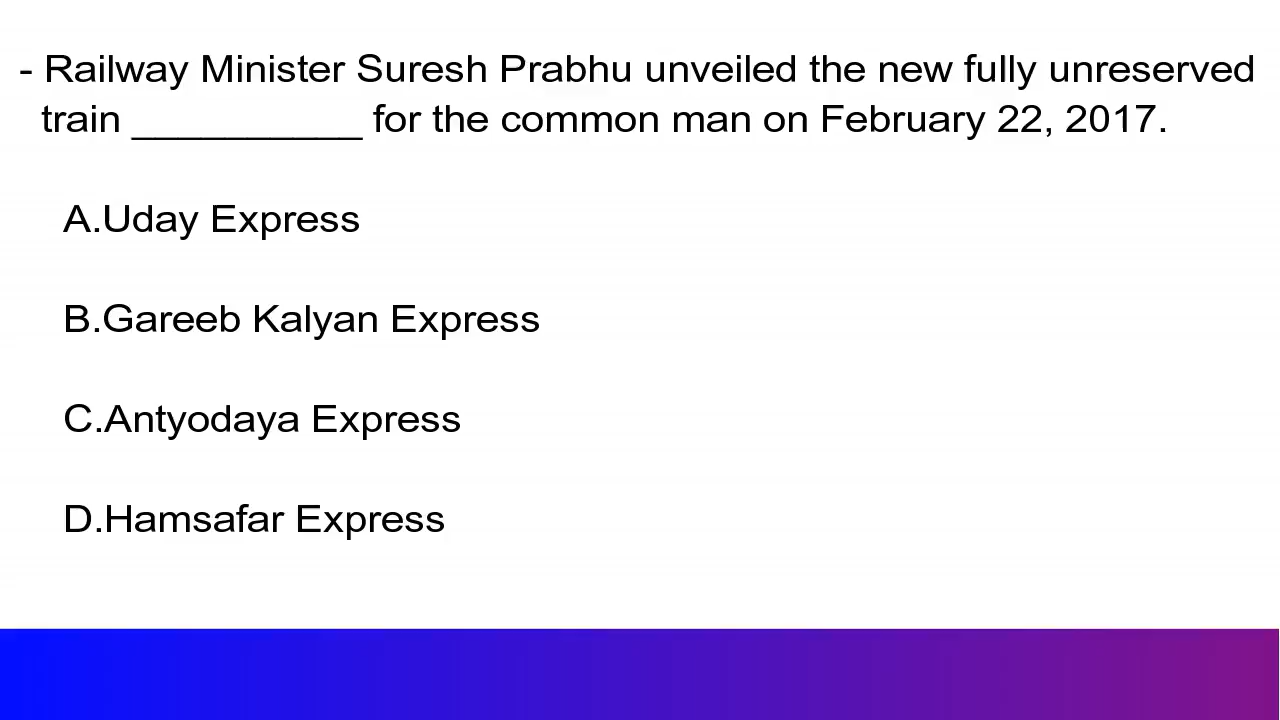 - Railway Minister Suresh Prabhu unveiled the new fully unreserved
train __________ for the common man on February 22, 2017.
A.Uday Express
B.Gareeb Kalyan Express
C.Antyodaya Express
D.Hamsafar Express